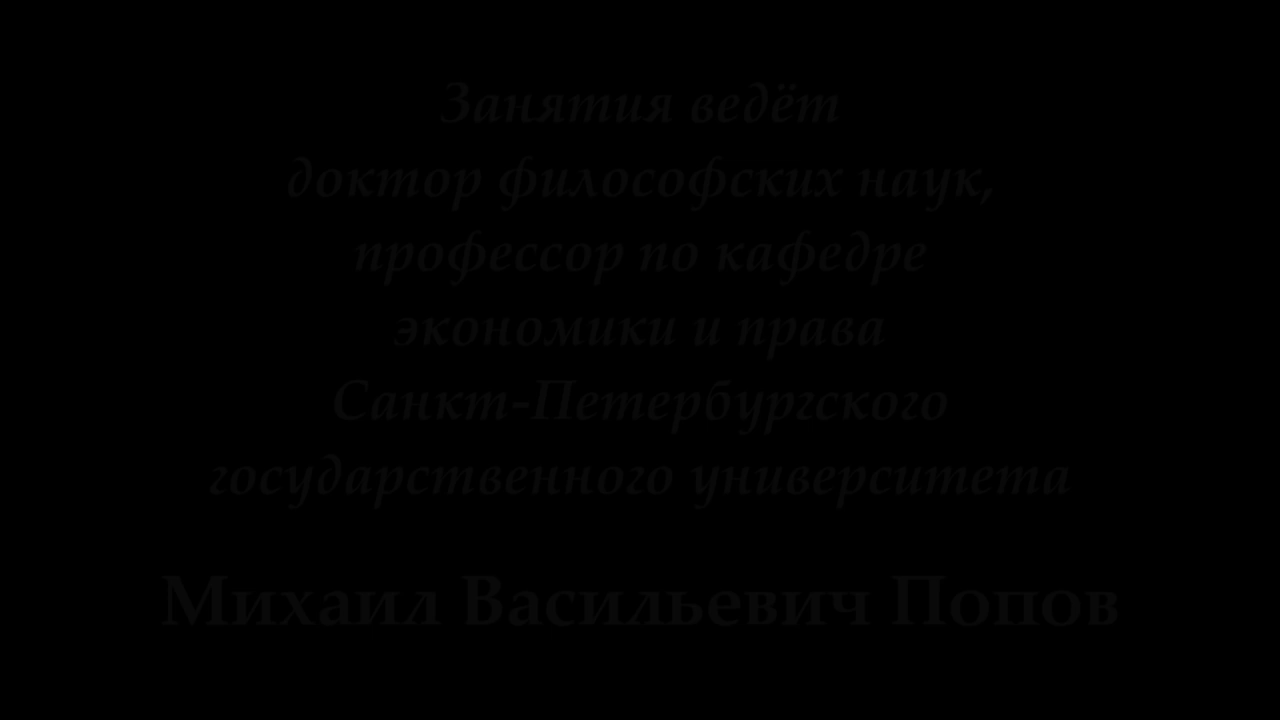 Занятия ведёт
доктор философских наук,
профессор по кафедре
экономики и права
Санкт-Петербургского
государственного университета
Михаил Васильевич Попов